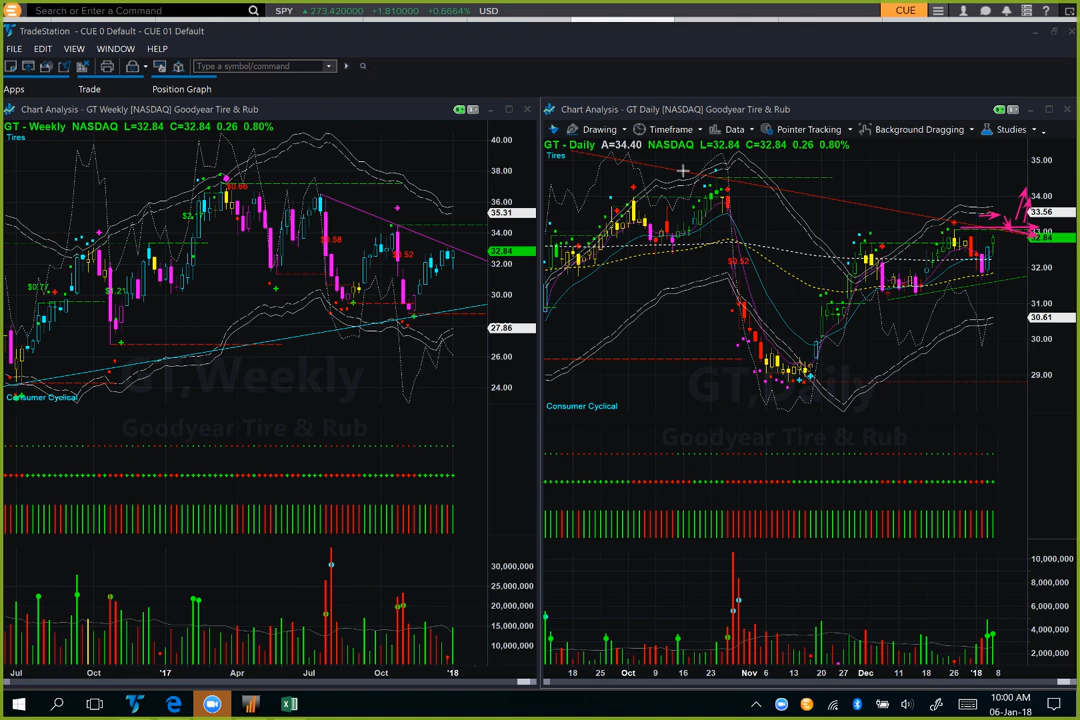 Search or Enter a Command
SPY 273.420000 +1.810000 +0.6664% USD
CUE
TradeStation - CUE 0 Default - CUE 01 Default
FILE EDIT VIEW WINDOW HELP
Type a symbol/command
Apps Trade Position Graph
Chart Analysis - GT Weekly [NASDAQ] Goodyear Tire & Rub
GT - Weekly NASDAQ L=32.84 C=32.84 0.26 0.80%
Tires
40.00
38.00
36.00
35.31
34.00
32.84
32.00
30.00
27.86
26.00
24.00
$0.77
$0.66
Consumer Cyclical
GT, Weekly
Goodyear Tire & Rub
30,000,000
25,000,000
20,000,000
15,000,000
10,000,000
Jul Oct '17 Apr Jul Oct '18
Chart Analysis - GT Daily [NASDAQ] Goodyear Tire & Rub
Drawing Timeframe Data Pointer Tracking Background Dragging Studies
GT - Daily A=34.40 NASDAQ L=32.84 C=32.84 0.26 0.80%
Tires
35.00
34.00
33.56
33.00
32.84
32.00
31.00
30.61
30.00
29.00
$0.52
Consumer Cyclical
GT, Daily
Goodyear Tire & Rub
10,000,000
8,000,000
6,000,000
4,000,000
2,000,000
18 25 Oct 9 16 23 Nov 6 13 20 27 Dec 11 18 26 '18 8
10:00 AM
06-Jan-18